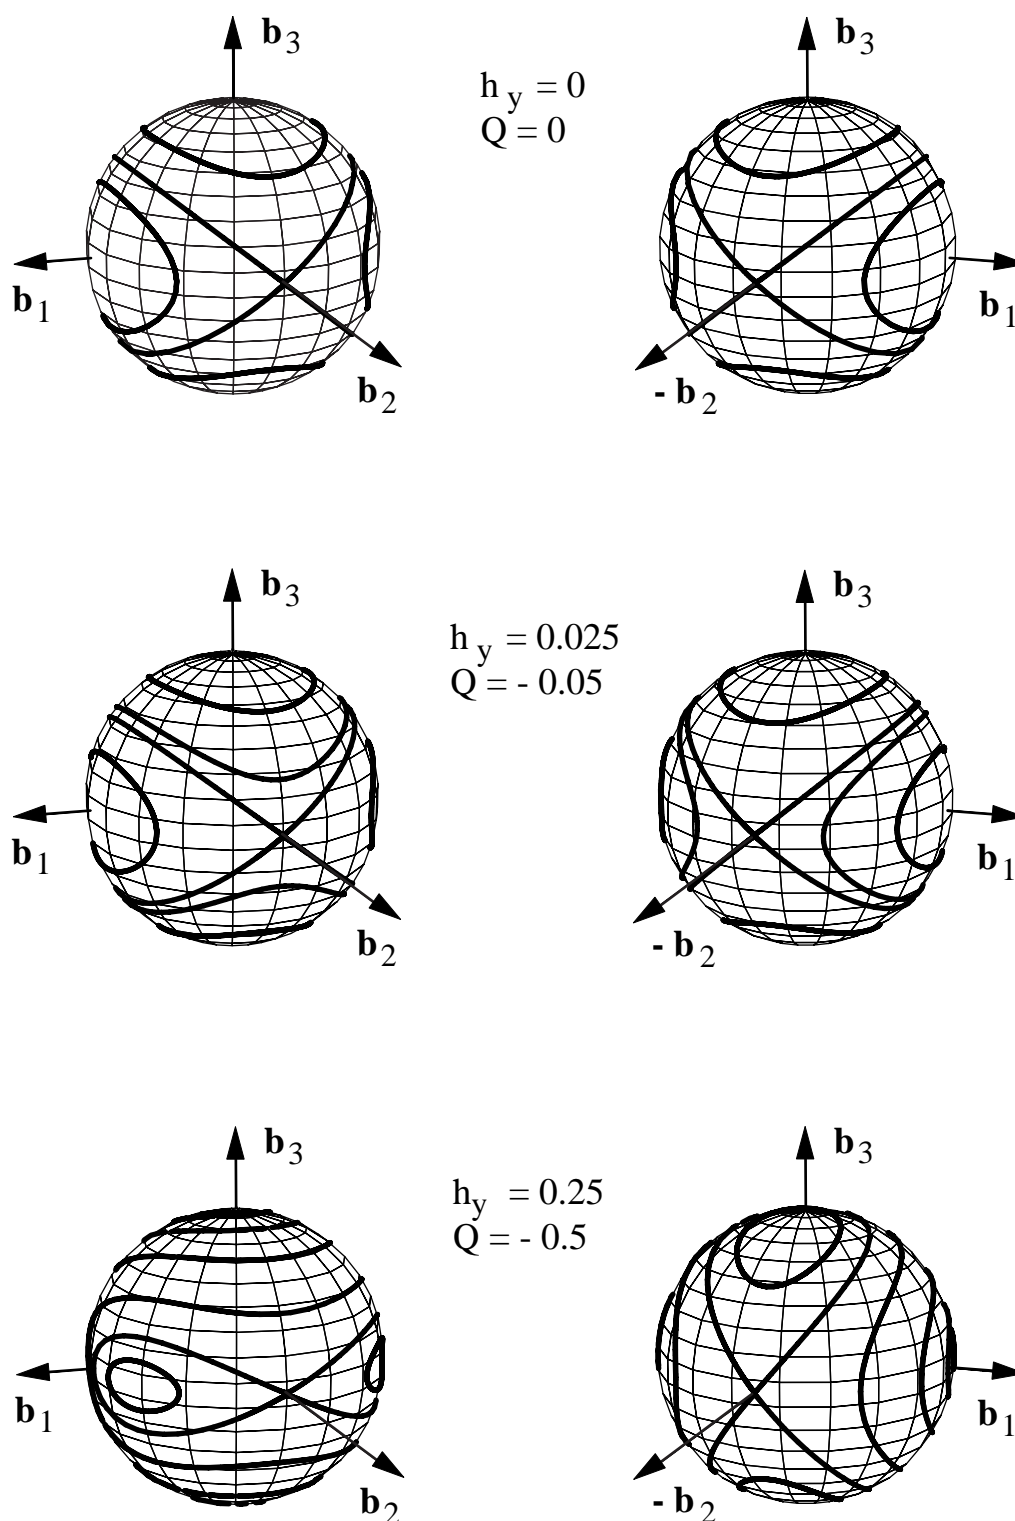 b3
b3
h y = 0
Q = 0
b1
b2
- b2
b1
b3
b3
h y = 0.025
Q = - 0.05
b1
b2
- b2
b1
b3
b3
hy = 0.25
Q = - 0.5
b1
b2
- b2
b1